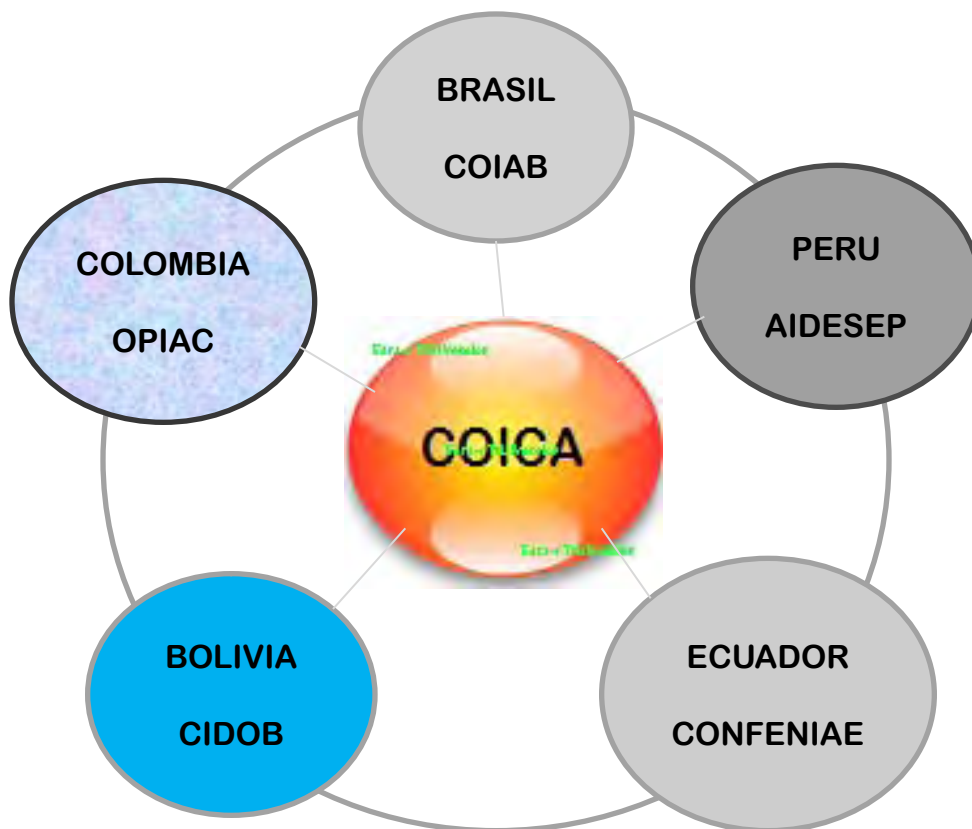 BRASIL
COIAB
COLOMBIA
OPIAC
PERU
AIDESEP
COICA
BOLIVIA
CIDOB
ECUADOR
CONFENIAE